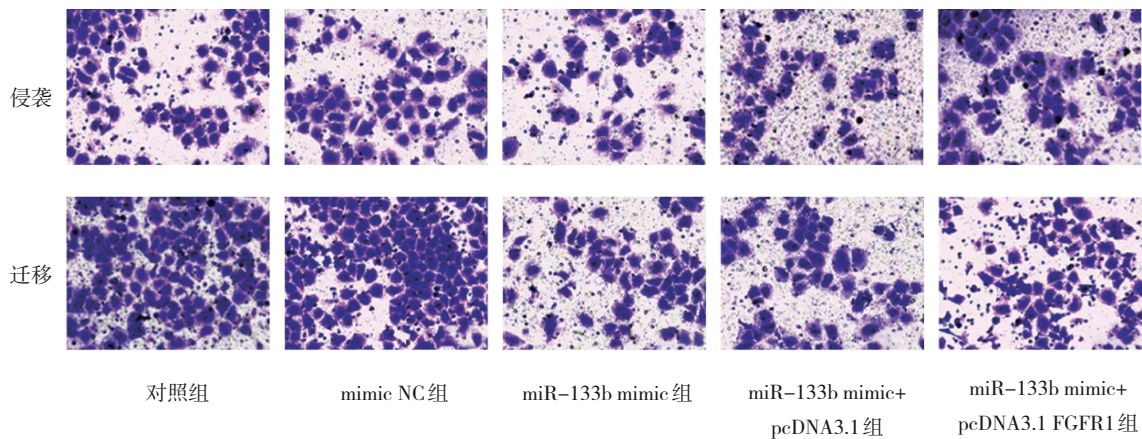 侵袭
迁移
对照组
mimic NC组
miR-133b mimic组
miR-133b mimic+
pcDNA3.1组
miR-133b mimic+
pcDNA3.1 FGFR1组